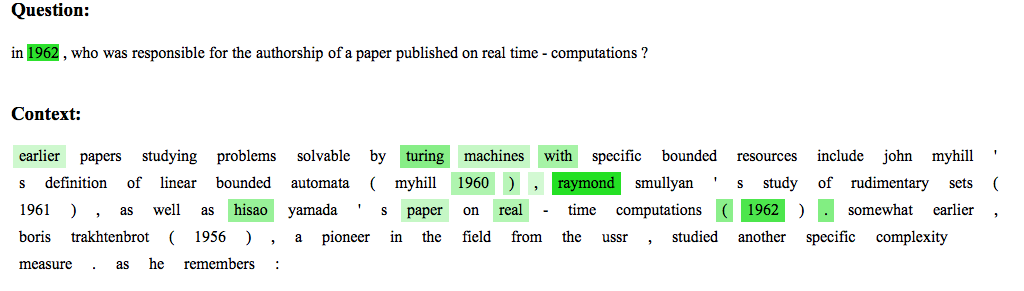 Question:
in 1962 , who was responsible for the authorship of a paper published on real time - computations ?
Context:
earlier papers studying problems solvable by turing machines with specific bounded resources include john myhill '
s definition of linear bounded automata ( myhill 1960 ) , raymond smullyan ' s study of rudimentary sets (
1961 ) , as well as hisao yamada ' s paper on real - time computations ( 1962 ) . somewhat earlier ,
boris trakhtenbrot ( 1956 ) , a pioneer in the field from the ussr , studied another specific complexity
measure . as he remembers :